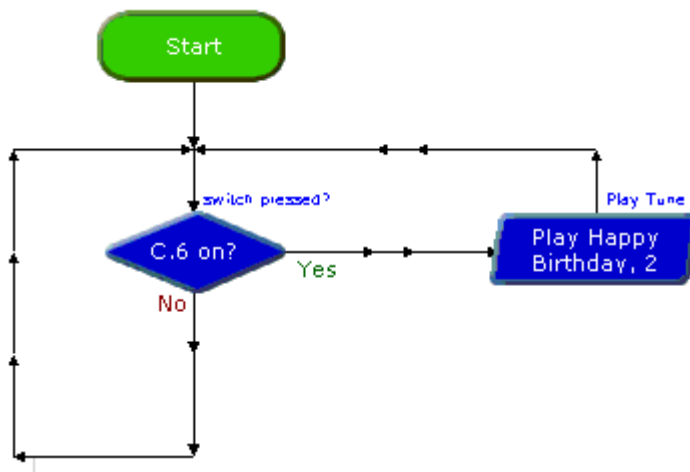 Start
switch pressed?
Play Tune
C.6 on?
Yes
Play Happy
Birthday, 2
No